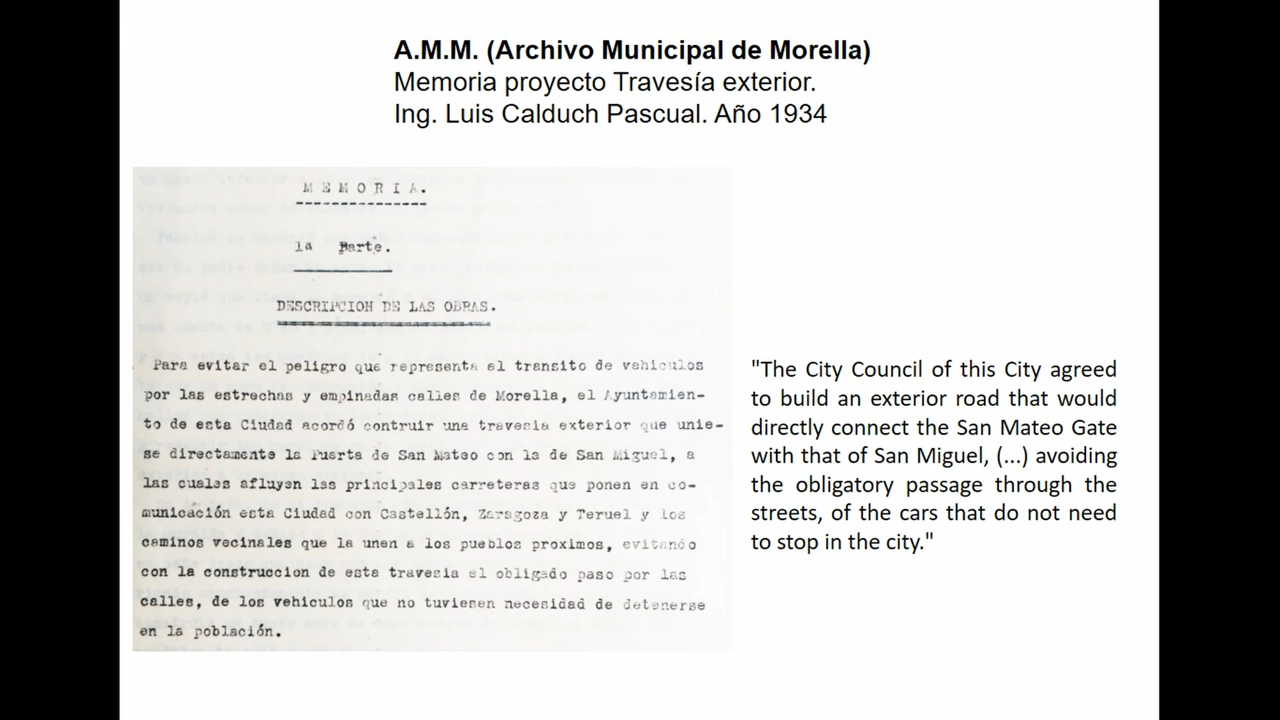 A.M.M. (Archivo Municipal de Morella)
Memoria proyecto Travesía exterior.
Ing. Luis Calduch Pascual. Año 1934
MEMORIA.
1a Parte.
DESCRIPCION DE LAS OBRAS.
Para evitar el peligro que representa el transito de vehiculos
por las estrechas y empinadas calles de Morella, el Ayuntamien-
to de esta Ciudad acordó contruir una travesia exterior que unie-
se directamente la Puerta de San Mateo con la de San Miguel, a
las cuales afluyen las principales carreteras que ponen en co-
municación esta Ciudad con Castellón, Zaragoza y Teruel y los
caminos vecinales que la unen a los pueblos proximos, evitando
con la construccion de esta travesia el obligado paso por las
calles, de los vehiculos que no tuviesen necesidad de detenerse
en la población.
"The City Council of this City agreed
to build an exterior road that would
directly connect the San Mateo Gate
with that of San Miguel, (...) avoiding
the obligatory passage through the
streets, of the cars that do not need
to stop in the city."